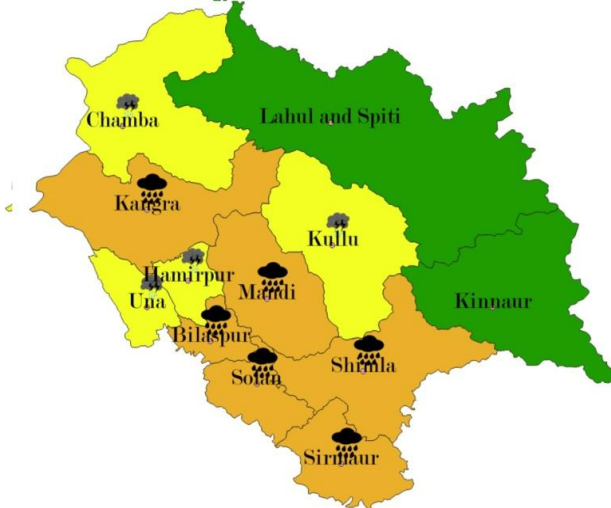 Chamba
Lahul and Spiti
Kangra
Kullu
Hamirpur
Una
Mandi
Kinnaur
Bilaspur
Shimla
Solan
Sirmaur